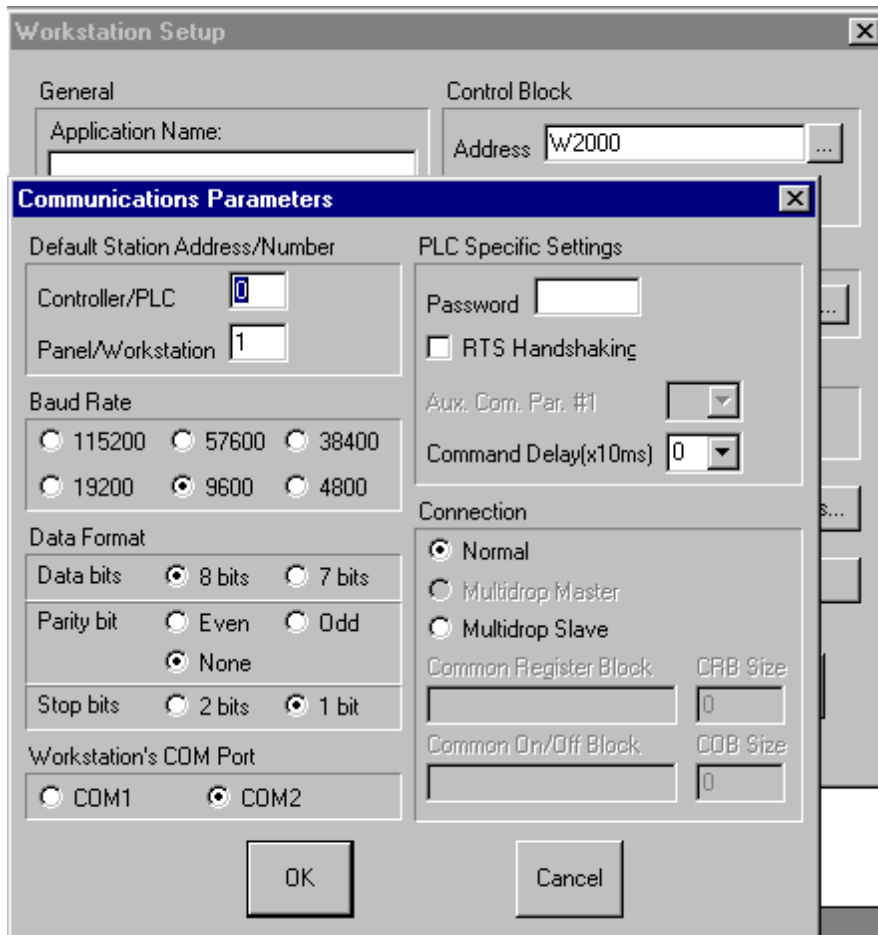 Workstation Setup
General
Application Name:
Control Block
Address W2000 ...
Communications Parameters
Default Station Address/Number
Controller/PLC 0
Panel/Workstation 1
Baud Rate
115200 57600 38400
19200 9600 4800
Data Format
Data bits 8 bits 7 bits
Parity bit Even Odd
None
Stop bits 2 bits 1 bit
Workstation's COM Port
COM1 COM2
PLC Specific Settings
Password
RTS Handshaking
Aux. Com. Par. #1
Command Delay(x10ms) 0
Connection
Normal
Multidrop Master
Multidrop Slave
Common Register Block CRB Size
0
Common On/Off Block COB Size
0
OK Cancel
...
s...